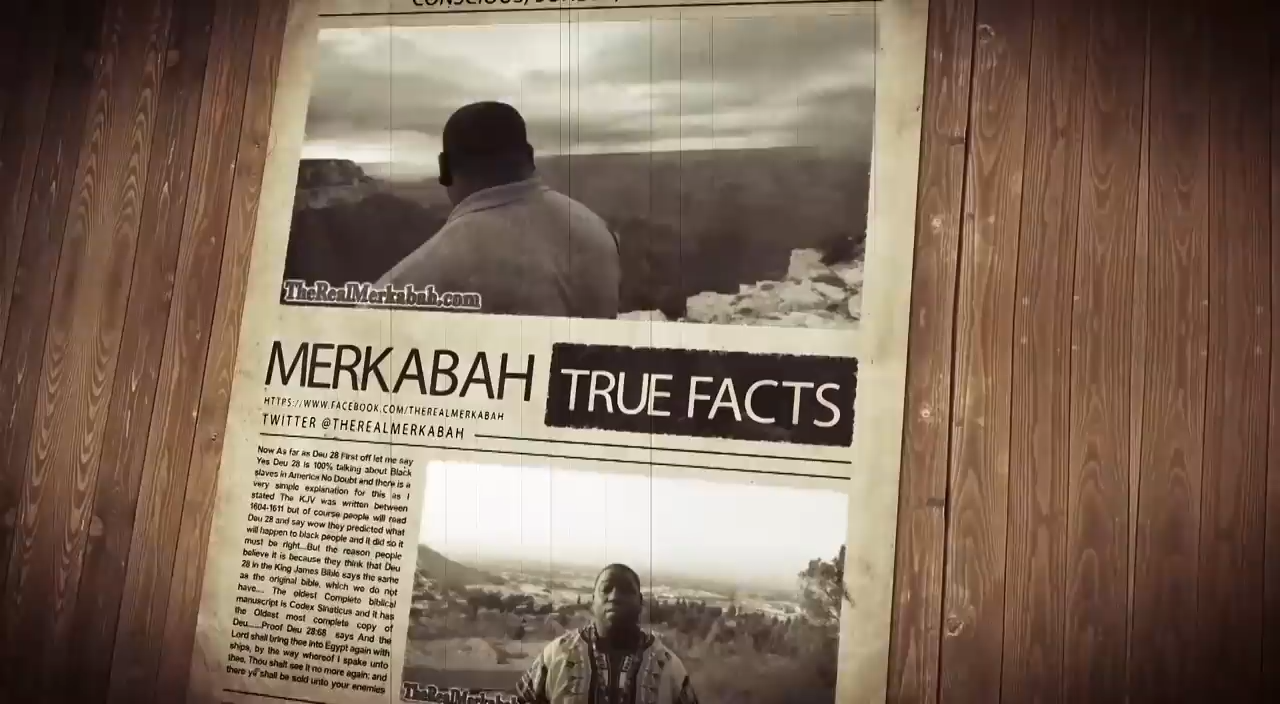 TheRealMerkabah.com
MERKABAH
TRUE FACTS
HTTPS://WWW.FACEBOOK.COM/THEREALMERKABAH
TWITTER @THEREALMERKABAH
Now As far as Deu 28 First off let me say
Yes Deu 28 is 100% talking about Black
slaves in America No Doubt and there is a
very simple explanation for this as I
stated The KJV was written between
1604-1611 but of course people will read
Deu 28 and say wow they predicted what
will happen to black people and it did so it
must be right...But the reason people
believe it is because they think that Deu
28 in the King James Bible says the same
as the original bible, which we do not
have.... The oldest Complete biblical
manuscript is Codex Sinaticus and it has
the Oldest most complete copy of
Deu......Proof Deu 28:68 says And the
Lord shall bring thee into Egypt again with
ships, by the way whereof I spake unto
thee, Thou shalt see it no more again: and
there ye shall be sold unto your enemies
TheRealMerkabah